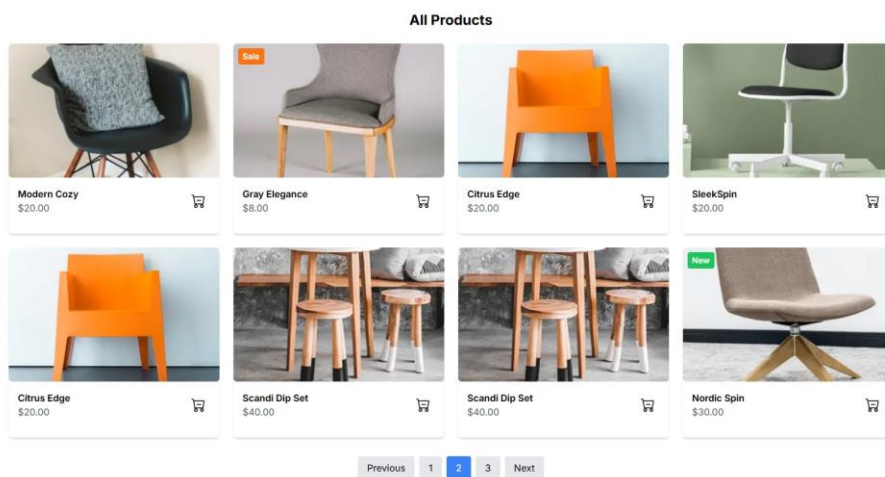 All Products
Sale
Modern Cozy
$20.00
Gray Elegance
$8.00
Citrus Edge
$20.00
SleekSpin
$20.00
New
Citrus Edge
$20.00
Scandi Dip Set
$40.00
Scandi Dip Set
$40.00
Nordic Spin
$30.00
Previous 1 2 3 Next